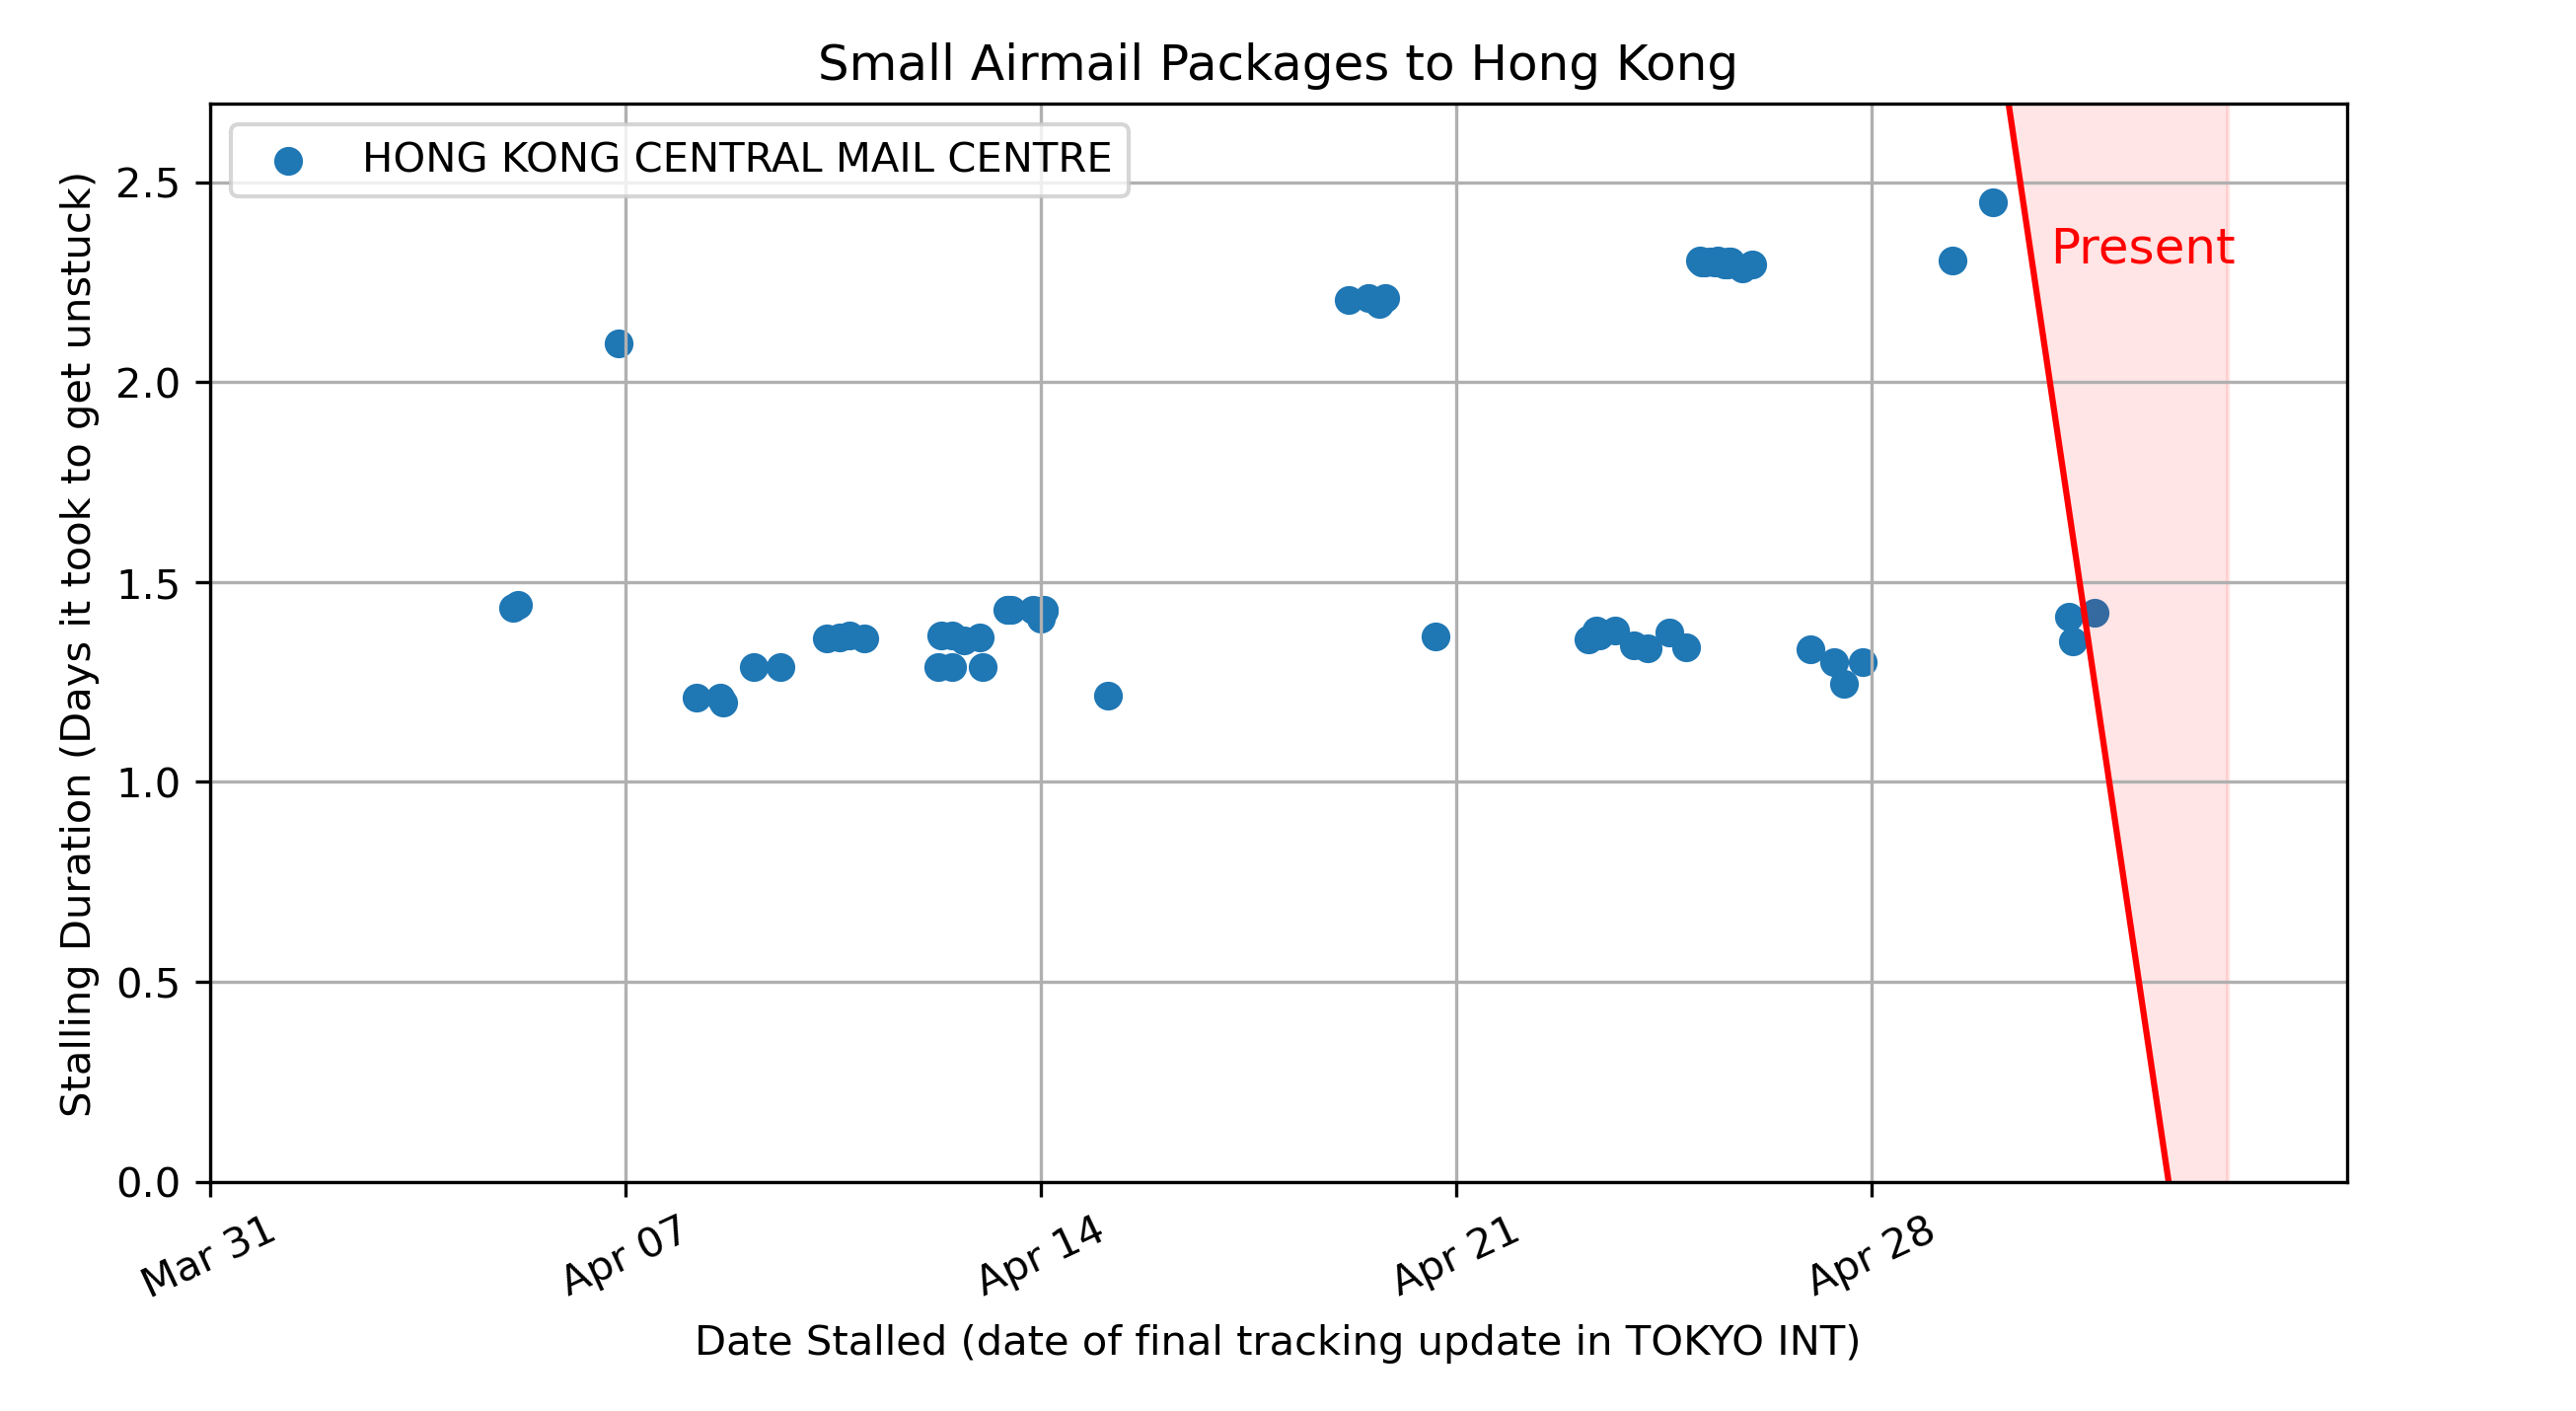 Small Airmail Packages to Hong Kong
HONG KONG CENTRAL MAIL CENTRE
Present
Stalling Duration (Days it took to get unstuck)
2.5
2.0
1.5
1.0
0.5
0.0
Mar 31
Apr 07
Apr 14
Apr 21
Apr 28
Date Stalled (date of final tracking update in TOKYO INT)